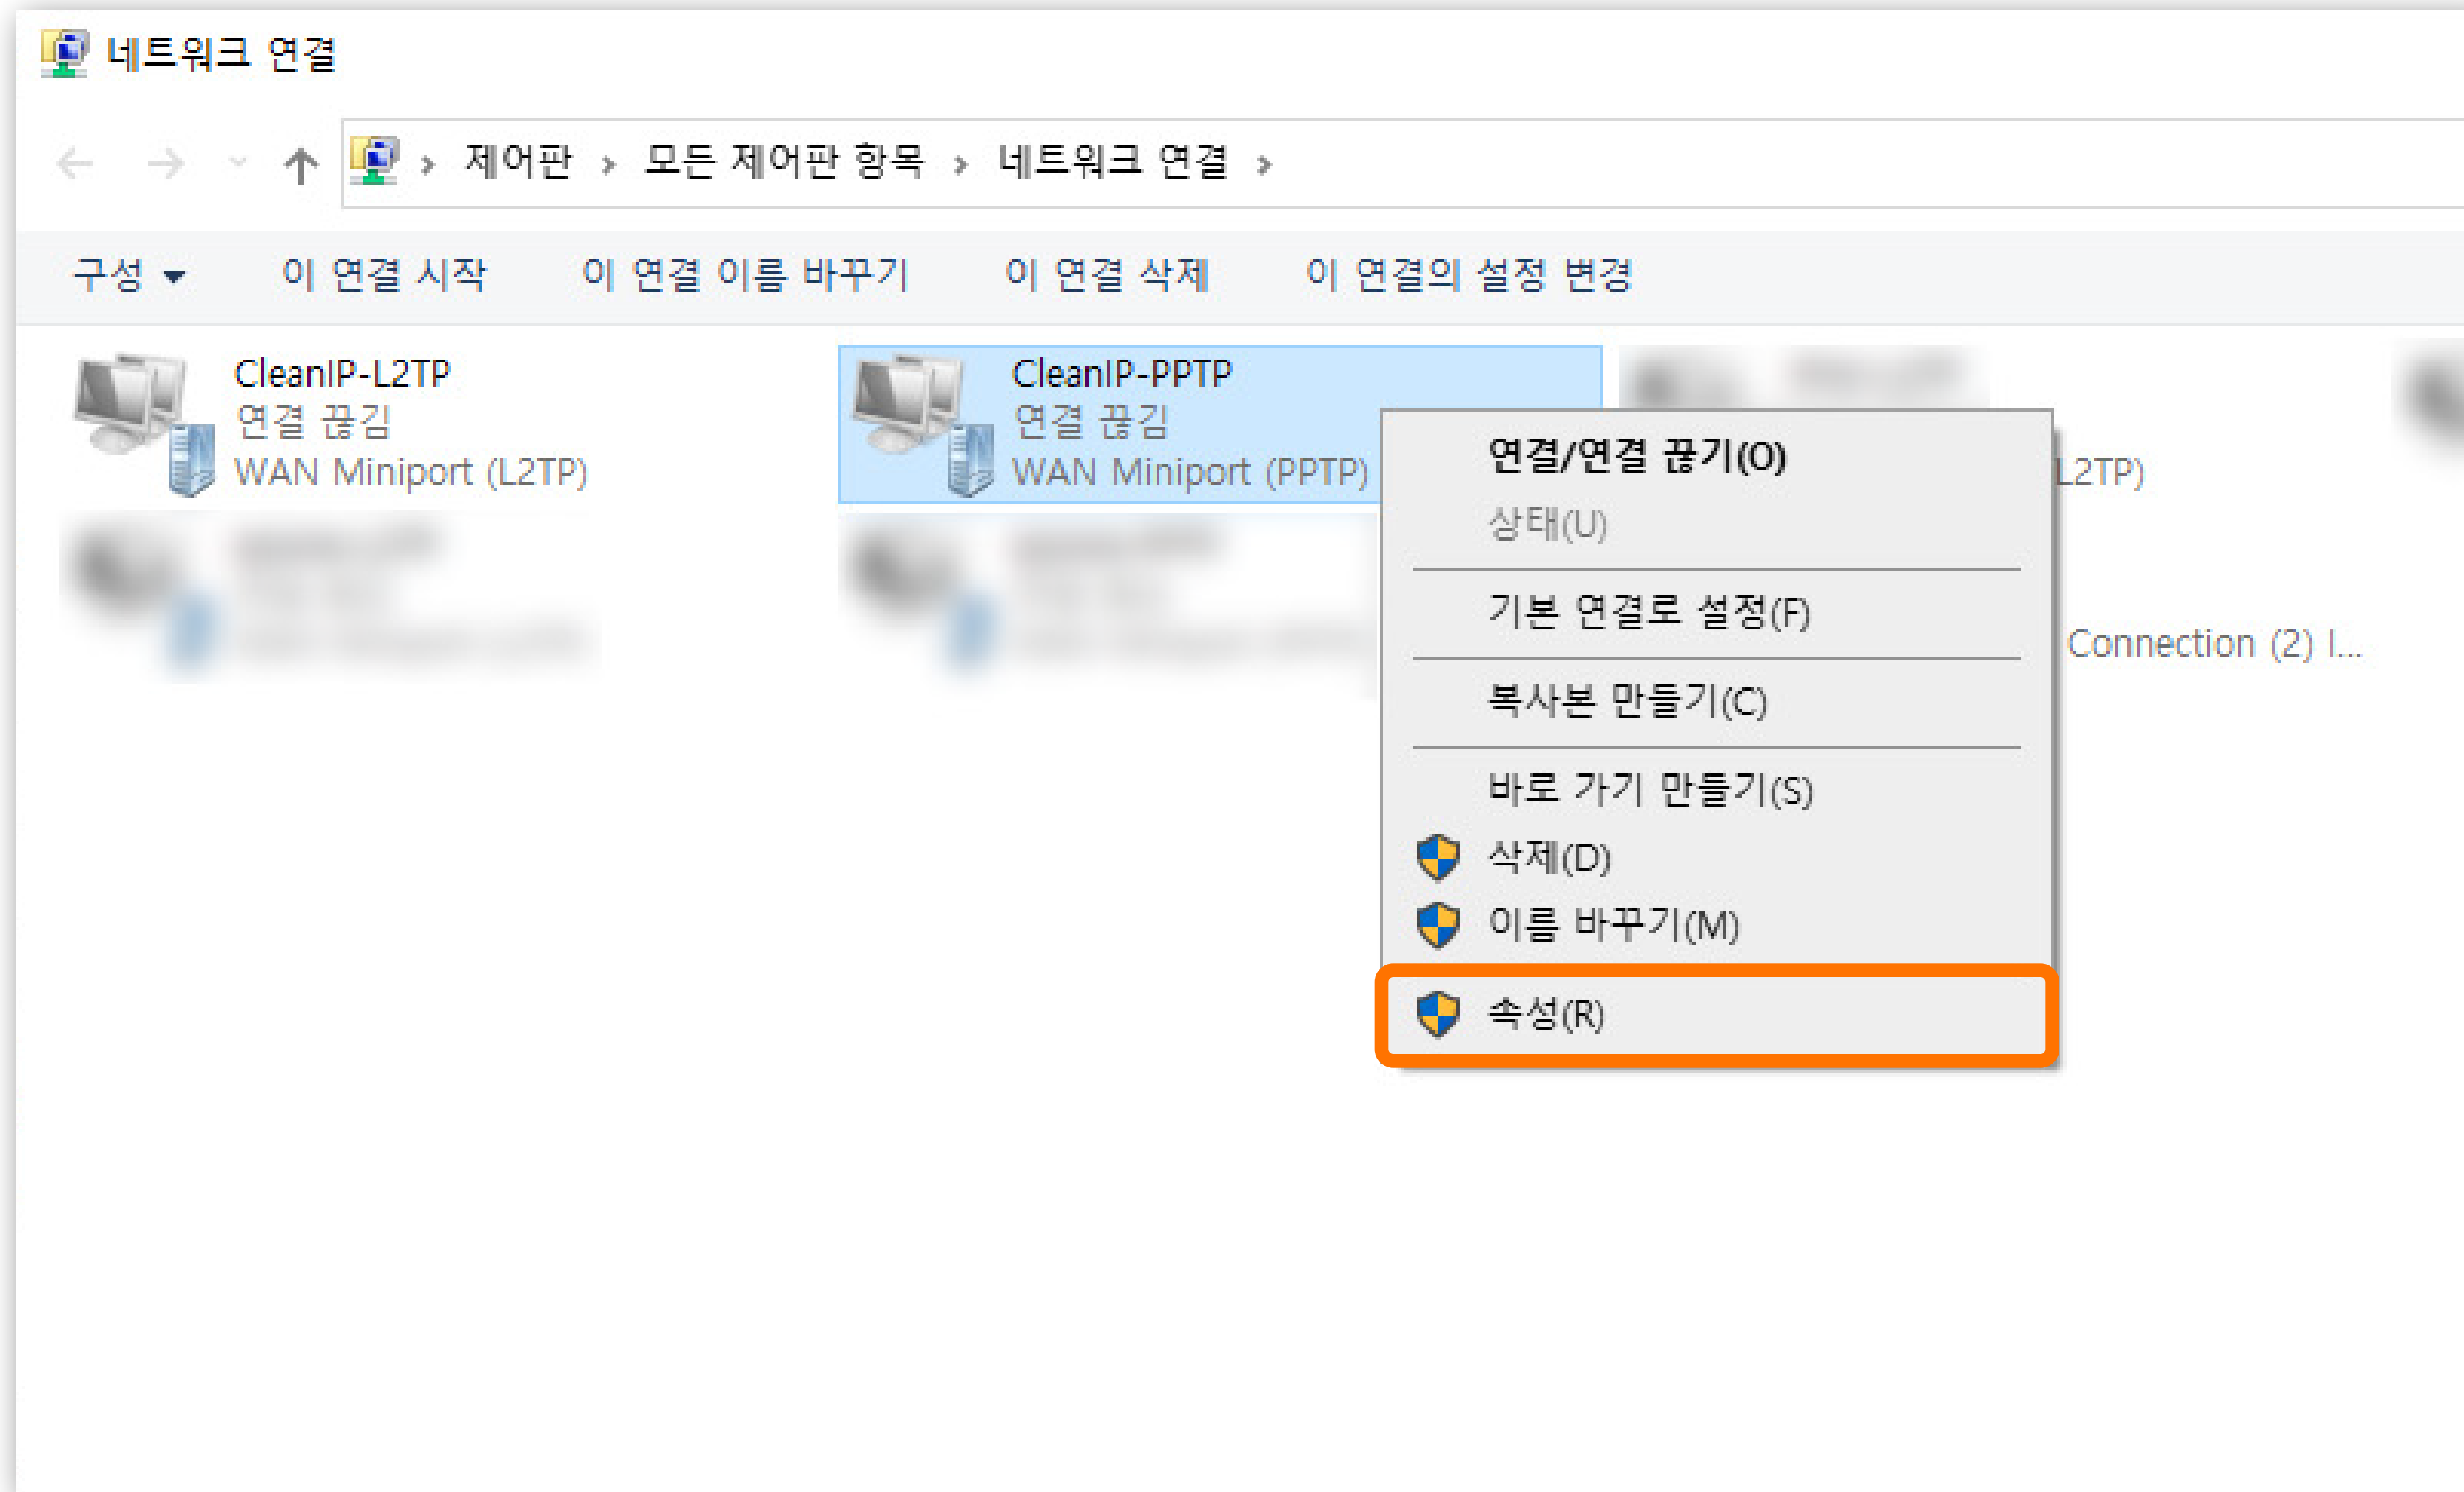 네트워크 연결
제어판 › 모든 제어판 항목 › 네트워크 연결 ›
구성 이 연결 시작 이 연결 이름 바꾸기 이 연결 삭제 이 연결의 설정 변경
CleanIP-L2TP
연결 끊김
WAN Miniport (L2TP)
CleanIP-PPTP
연결 끊김
WAN Miniport (PPTP)
L2TP)
Connection (2) I...
연결/연결 끊기(O)
상태(U)
기본 연결로 설정(F)
복사본 만들기(C)
바로 가기 만들기(S)
삭제(D)
이름 바꾸기(M)
속성(R)